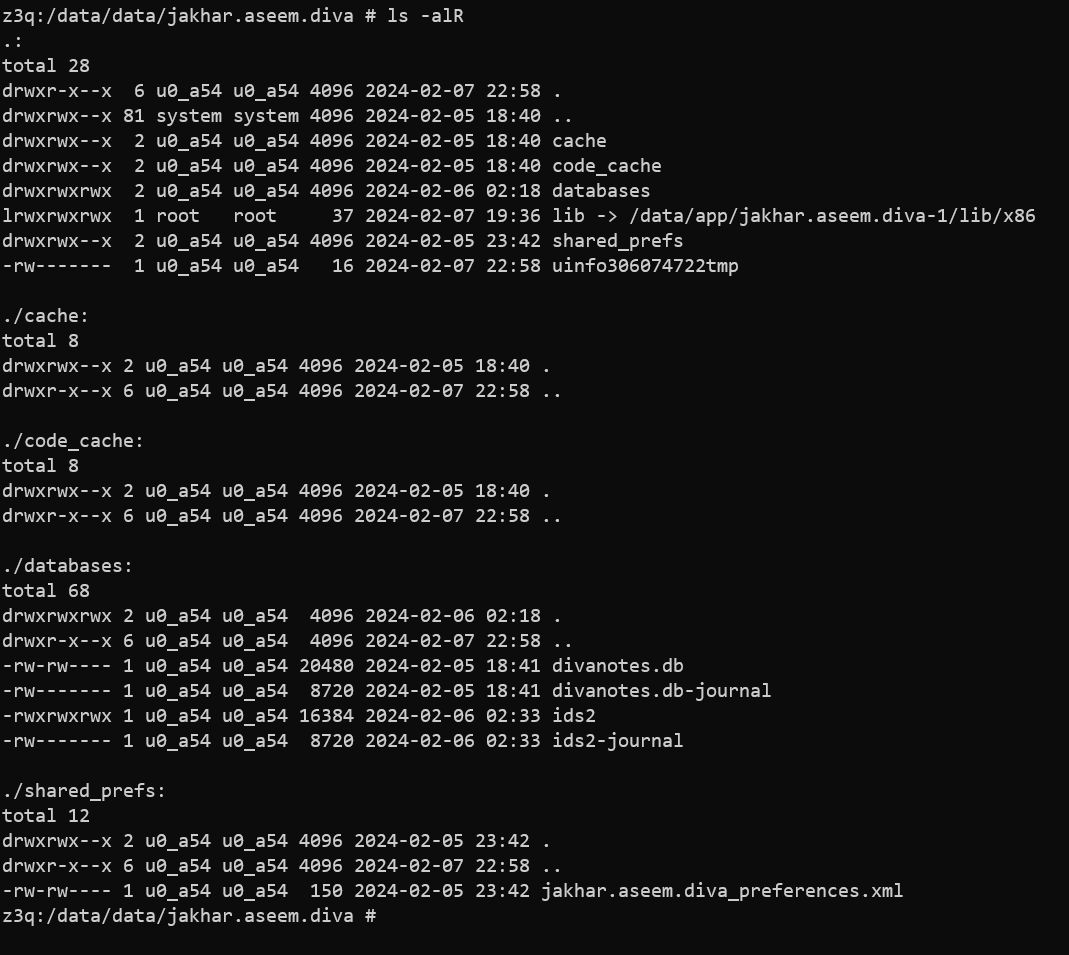 z3q:/data/data/jakhar.aseem.diva # ls -alR
.:
total 28
drwxr-x--x  6 u0_a54 u0_a54 4096 2024-02-07 22:58 .
drwxrwx--x 81 system system 4096 2024-02-05 18:40 ..
drwxrwx--x  2 u0_a54 u0_a54 4096 2024-02-05 18:40 cache
drwxrwx--x  2 u0_a54 u0_a54 4096 2024-02-05 18:40 code_cache
drwxrwxrwx  2 u0_a54 u0_a54 4096 2024-02-06 02:18 databases
lrwxrwxrwx  1 root   root     37 2024-02-07 19:36 lib -> /data/app/jakhar.aseem.diva-1/lib/x86
drwxrwx--x  2 u0_a54 u0_a54 4096 2024-02-05 23:42 shared_prefs
-rw-------  1 u0_a54 u0_a54   16 2024-02-07 22:58 uinfo306074722tmp

./cache:
total 8
drwxrwx--x 2 u0_a54 u0_a54 4096 2024-02-05 18:40 .
drwxr-x--x 6 u0_a54 u0_a54 4096 2024-02-07 22:58 ..

./code_cache:
total 8
drwxrwx--x 2 u0_a54 u0_a54 4096 2024-02-05 18:40 .
drwxr-x--x 6 u0_a54 u0_a54 4096 2024-02-07 22:58 ..

./databases:
total 68
drwxrwxrwx 2 u0_a54 u0_a54  4096 2024-02-06 02:18 .
drwxr-x--x 6 u0_a54 u0_a54  4096 2024-02-07 22:58 ..
-rw-rw---- 1 u0_a54 u0_a54 20480 2024-02-05 18:41 divanotes.db
-rw------- 1 u0_a54 u0_a54  8720 2024-02-05 18:41 divanotes.db-journal
-rwxrwxrwx 1 u0_a54 u0_a54 16384 2024-02-06 02:33 ids2
-rw------- 1 u0_a54 u0_a54  8720 2024-02-06 02:33 ids2-journal

./shared_prefs:
total 12
drwxrwx--x 2 u0_a54 u0_a54 4096 2024-02-05 23:42 .
drwxr-x--x 6 u0_a54 u0_a54 4096 2024-02-07 22:58 ..
-rw-rw---- 1 u0_a54 u0_a54  150 2024-02-05 23:42 jakhar.aseem.diva_preferences.xml
z3q:/data/data/jakhar.aseem.diva #